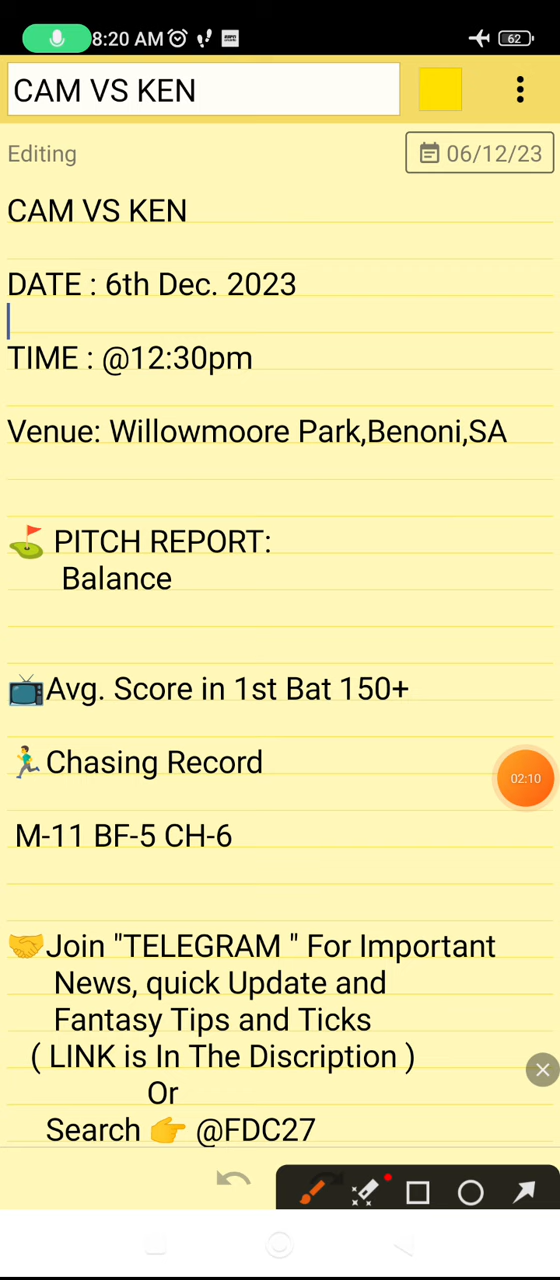 8:20 AM
62
CAM VS KEN
Editing
06/12/23
CAM VS KEN
DATE : 6th Dec. 2023
TIME : @12:30pm
Venue: Willowmoore Park,Benoni,SA
⛳ PITCH REPORT:
Balance
📺Avg. Score in 1st Bat 150+
🏃‍♂️Chasing Record
02:10
M-11 BF-5 CH-6
🤝Join "TELEGRAM " For Important
News, quick Update and
Fantasy Tips and Ticks
( LINK is In The Discription )
Or
Search 👉 @FDC27